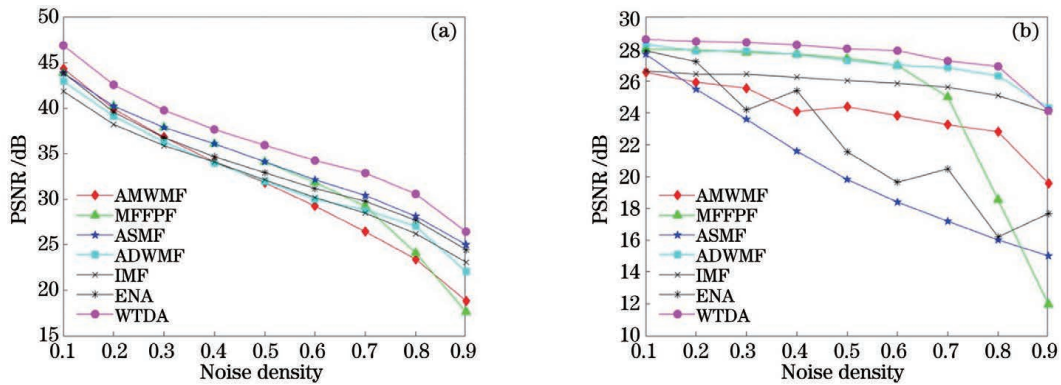 (a)
PSNR /dB
50
45
40
35
30
25
20
15
AMWMF
MFFPF
ASMF
ADWMF
IMF
ENA
WTDA
0.1 0.2 0.3 0.4 0.5 0.6 0.7 0.8 0.9
Noise density
(b)
PSNR /dB
30
28
26
24
22
20
18
16
14
12
10
AMWMF
MFFPF
ASMF
ADWMF
IMF
ENA
WTDA
0.1 0.2 0.3 0.4 0.5 0.6 0.7 0.8 0.9
Noise density